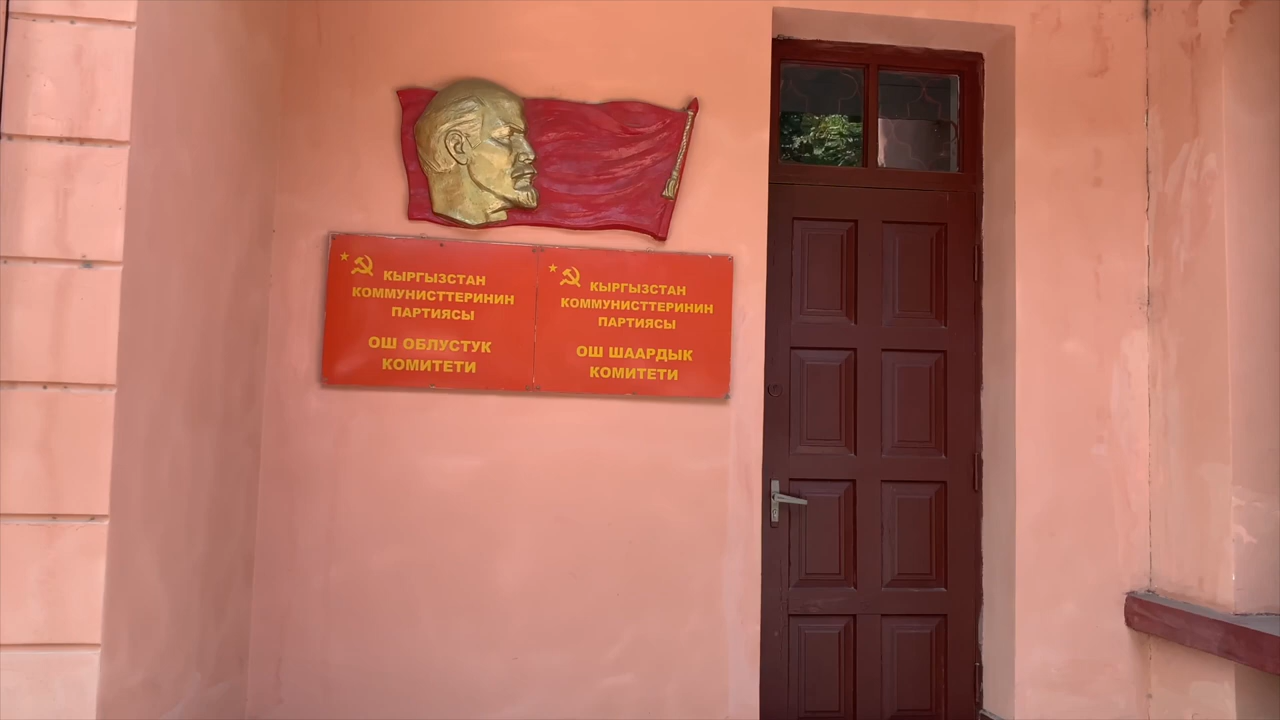 КЫРГЫЗСТАН
КОММУНИСТТЕРИНИН
ПАРТИЯСЫ
ОШ ОБЛУСТУК
КОМИТЕТИ
КЫРГЫЗСТАН
КОММУНИСТТЕРИНИН
ПАРТИЯСЫ
ОШ ШААРДЫК
КОМИТЕТИ